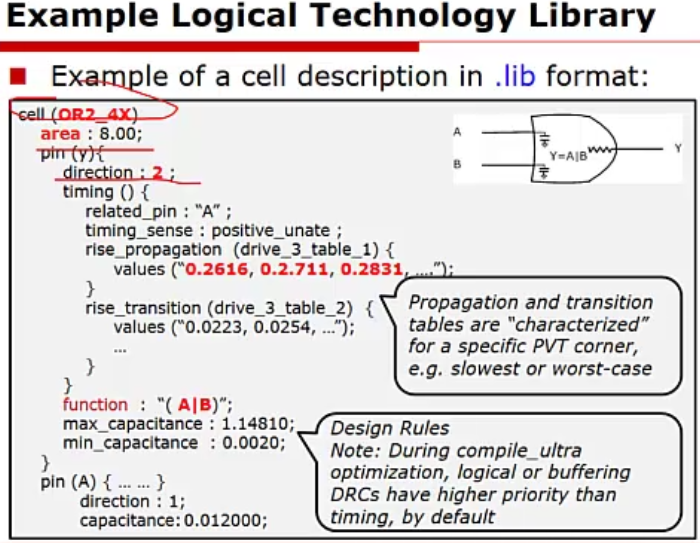 Example Logical Technology Library
Example of a cell description in .lib format:
cell (OR2_4X)
area : 8.00;
pin (y){
direction : 2 ;
timing () {
related_pin : "A" ;
timing_sense : positive_unate ;
rise_propagation (drive_3_table_1) {
values ("0.2616, 0.2.711, 0.2831, ....");
}
rise_transition (drive_3_table_2) {
values ("0.0223, 0.0254, ...");
...
}
}
function : "( A|B)";
max_capacitance : 1.14810;
min_capacitance : 0.0020;
}
pin (A) { ... ... }
direction : 1;
capacitance: 0.012000;
A
B
Y=A|B
Y
Propagation and transition
tables are "characterized"
for a specific PVT corner,
e.g. slowest or worst-case
Design Rules
Note: During compile_ultra
optimization, logical or buffering
DRCs have higher priority than
timing, by default